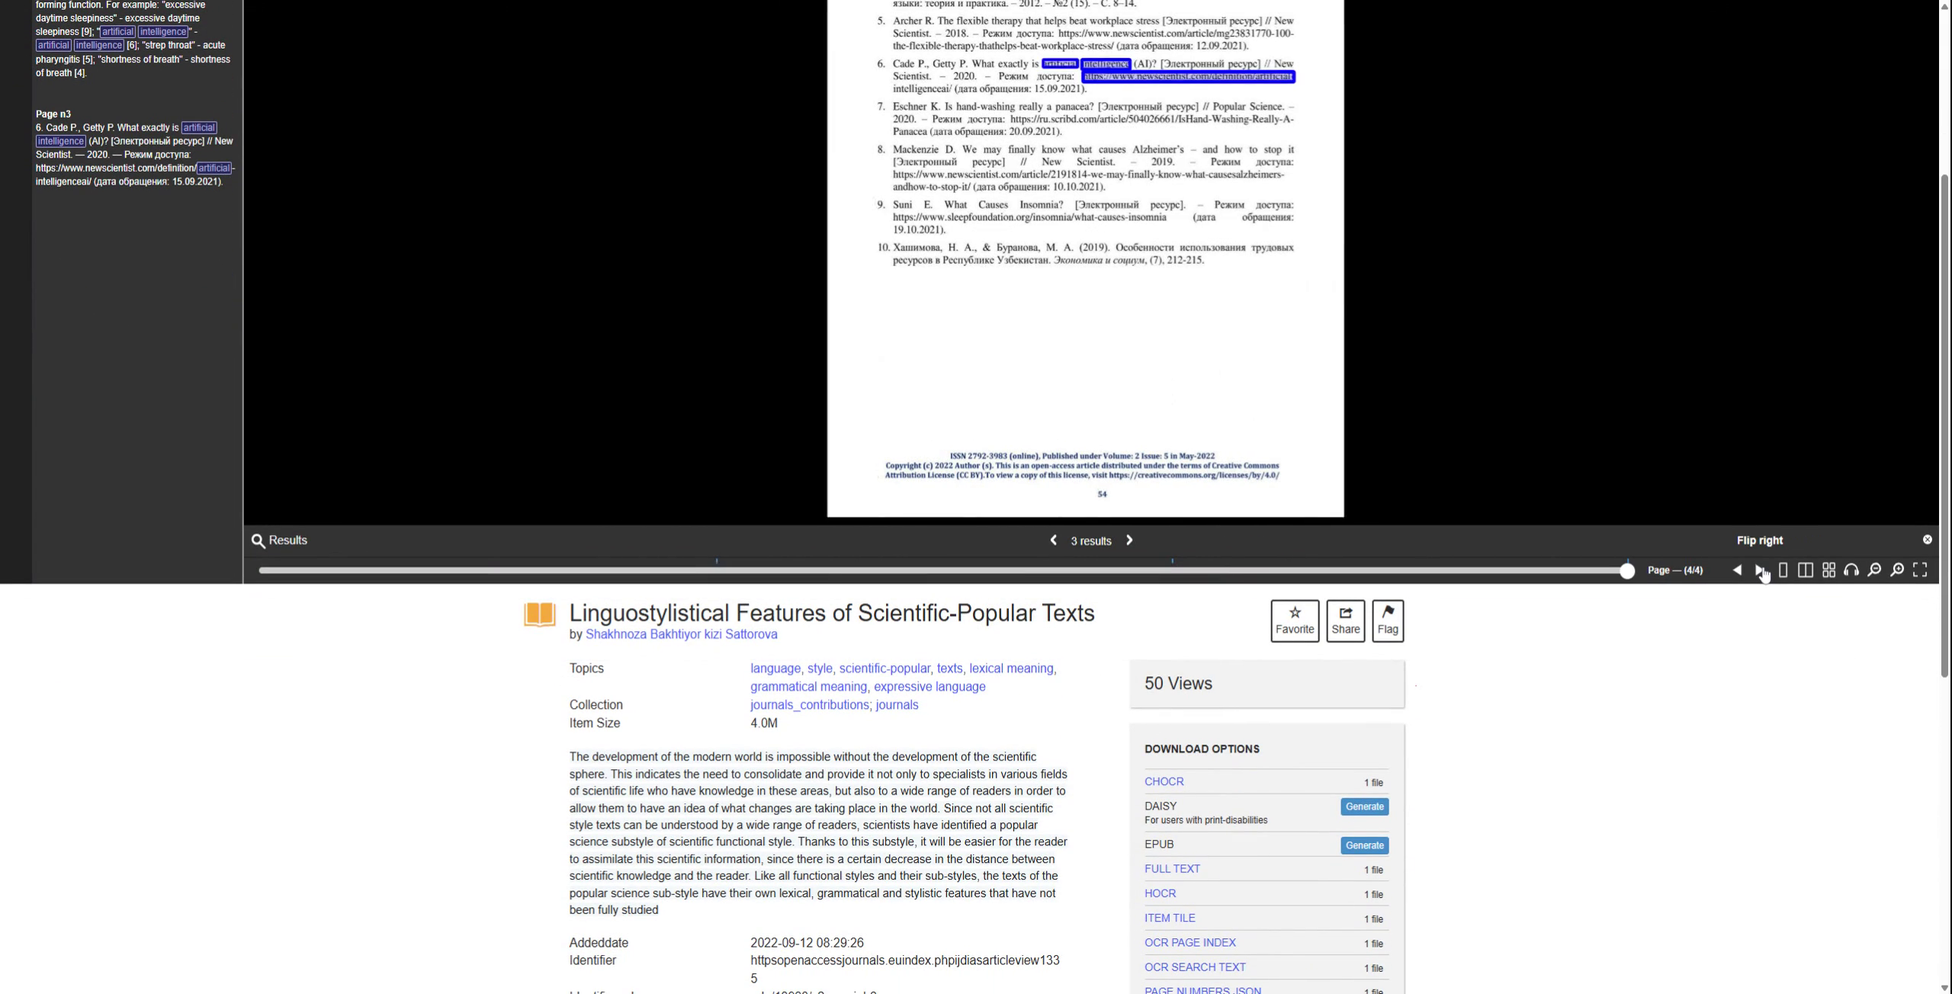 forming function. For example: "excessive
daytime sleepiness" - excessive daytime
sleepiness [9]; "artificial intelligence" -
artificial intelligence [6]; "strep throat" - acute
pharyngitis [5]; "shortness of breath" - shortness
of breath [4].
Page n3
6. Cade P., Getty P. What exactly is artificial
intelligence (AI)? [Электронный ресурс] // New
Scientist. — 2020. — Режим доступа:
https://www.newscientist.com/definition/artificial-
intelligenceai/ (дата обращения: 15.09.2021).
языки: теория и практика. – 2012. – №2 (15). – С. 8–14.
5. Archer R. The flexible therapy that helps beat workplace stress [Электронный ресурс] // New
Scientist. – 2018. – Режим доступа: https://www.newscientist.com/article/mg23831770-100-
the-flexible-therapy-thathelps-beat-workplace-stress/ (дата обращения: 12.09.2021).
6. Cade P., Getty P. What exactly is artificial intelligence (AI)? [Электронный ресурс] // New
Scientist. – 2020. – Режим доступа: https://www.newscientist.com/definition/artificial-
intelligenceai/ (дата обращения: 15.09.2021).
7. Eschner K. Is hand-washing really a panacea? [Электронный ресурс] // Popular Science. –
2020. – Режим доступа: https://ru.scribd.com/article/504026661/IsHand-Washing-Really-A-
Panacea (дата обращения: 20.09.2021).
8. Mackenzie D. We may finally know what causes Alzheimer's – and how to stop it
[Электронный ресурс] // New Scientist. – 2019. – Режим доступа:
https://www.newscientist.com/article/2191814-we-may-finally-know-what-causesalzheimers-
andhow-to-stop-it/ (дата обращения: 10.10.2021).
9. Suni E. What Causes Insomnia? [Электронный ресурс]. – Режим доступа:
https://www.sleepfoundation.org/insomnia/what-causes-insomnia (дата обращения:
19.10.2021).
10. Хашимова, Н. А., & Буранова, М. А. (2019). Особенности использования трудовых
ресурсов в Республике Узбекистан. Экономика и социум, (7), 212-215.
ISSN 2792-3983 (online), Published under Volume: 2 Issue: 5 in May-2022
Copyright (c) 2022 Author (s). This is an open-access article distributed under the terms of Creative Commons
Attribution License (CC BY).To view a copy of this license, visit https://creativecommons.org/licenses/by/4.0/
54
Results
3 results
Flip right
Page — (4/4)
Linguostylistical Features of Scientific-Popular Texts
by Shakhnoza Bakhtiyor kizi Sattorova
Favorite
Share
Flag
Topics
language, style, scientific-popular, texts, lexical meaning,
grammatical meaning, expressive language
Collection
journals_contributions; journals
Item Size
4.0M
The development of the modern world is impossible without the development of the scientific
sphere. This indicates the need to consolidate and provide it not only to specialists in various fields
of scientific life who have knowledge in these areas, but also to a wide range of readers in order to
allow them to have an idea of what changes are taking place in the world. Since not all scientific
style texts can be understood by a wide range of readers, scientists have identified a popular
science substyle of scientific functional style. Thanks to this substyle, it will be easier for the reader
to assimilate this scientific information, since there is a certain decrease in the distance between
scientific knowledge and the reader. Like all functional styles and their sub-styles, the texts of the
popular science sub-style have their own lexical, grammatical and stylistic features that have not
been fully studied
Addeddate
2022-09-12 08:29:26
Identifier
httpsopenaccessjournals.euindex.phpijdiasarticleview133
5
50 Views
DOWNLOAD OPTIONS
CHOCR
1 file
DAISY
Generate
For users with print-disabilities
EPUB
Generate
FULL TEXT
1 file
HOCR
1 file
ITEM TILE
1 file
OCR PAGE INDEX
1 file
OCR SEARCH TEXT
1 file
PAGE NUMBERS JSON
1 file